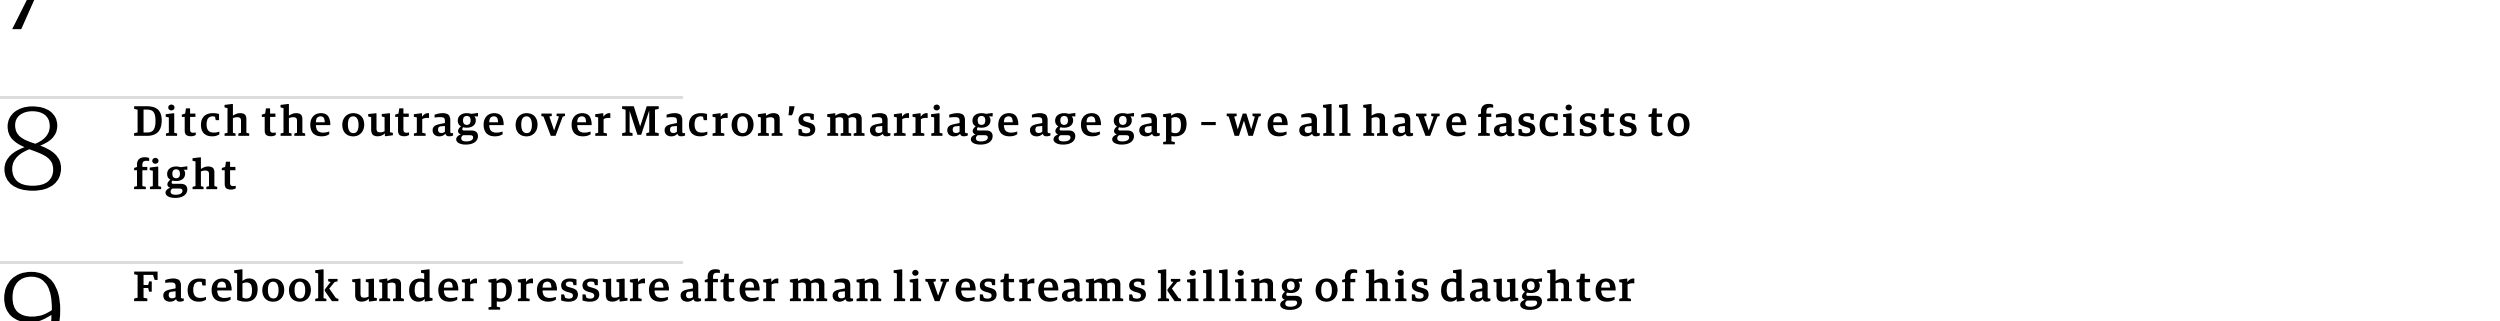 8 Ditch the outrage over Macron's marriage age gap - we all have fascists to
fight
9 Facebook under pressure after man livestreams killing of his daughter